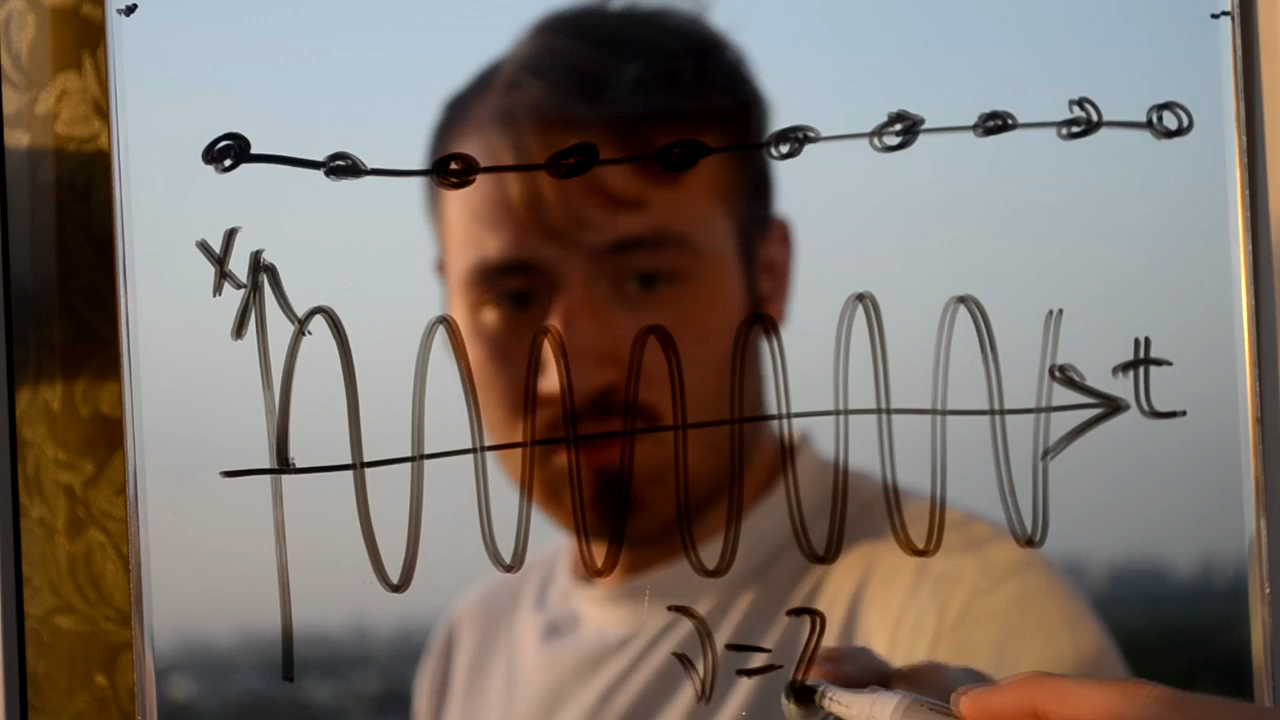 x
t
ν =